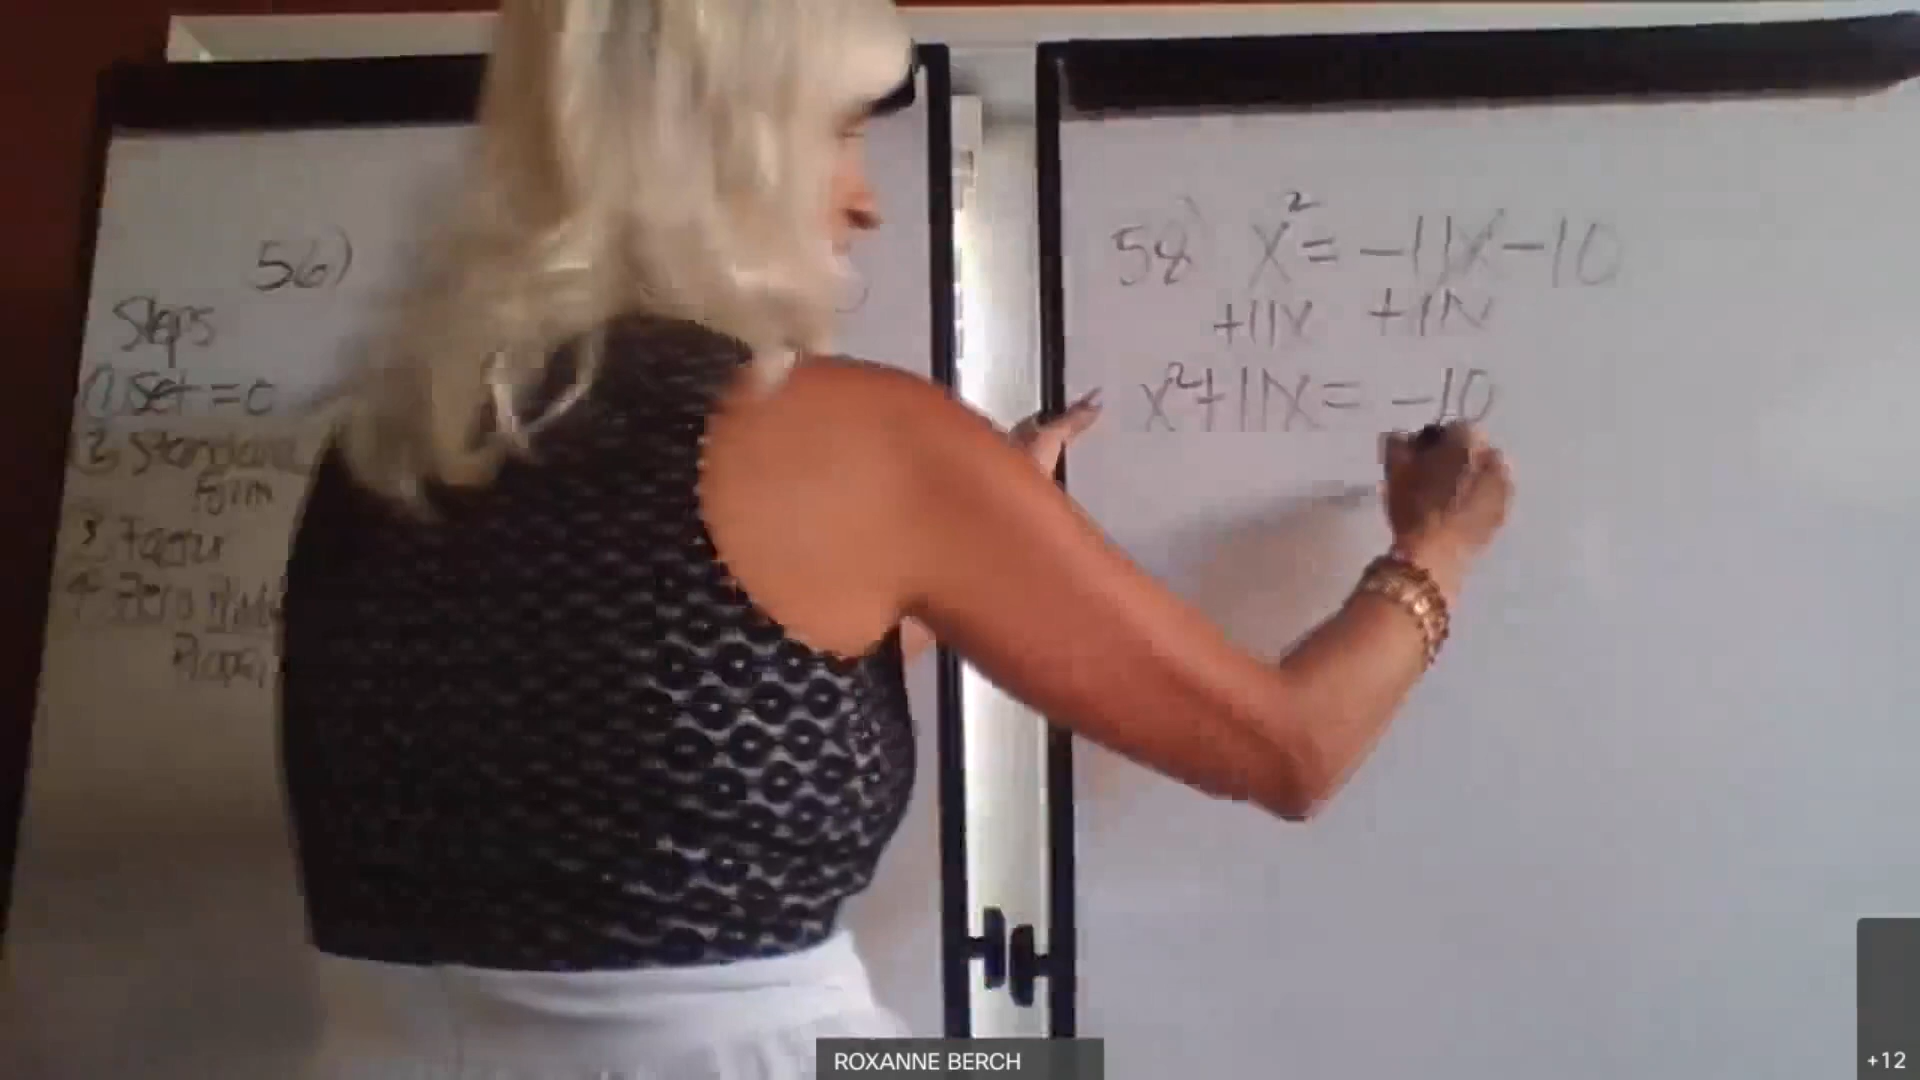 56)
Steps
① Set = 0
② Standard
Form
3 Factor
4 Zero
58) x² = -11x - 10
+11x +11x
x² + 11x = -10
ROXANNE BERCH
+12